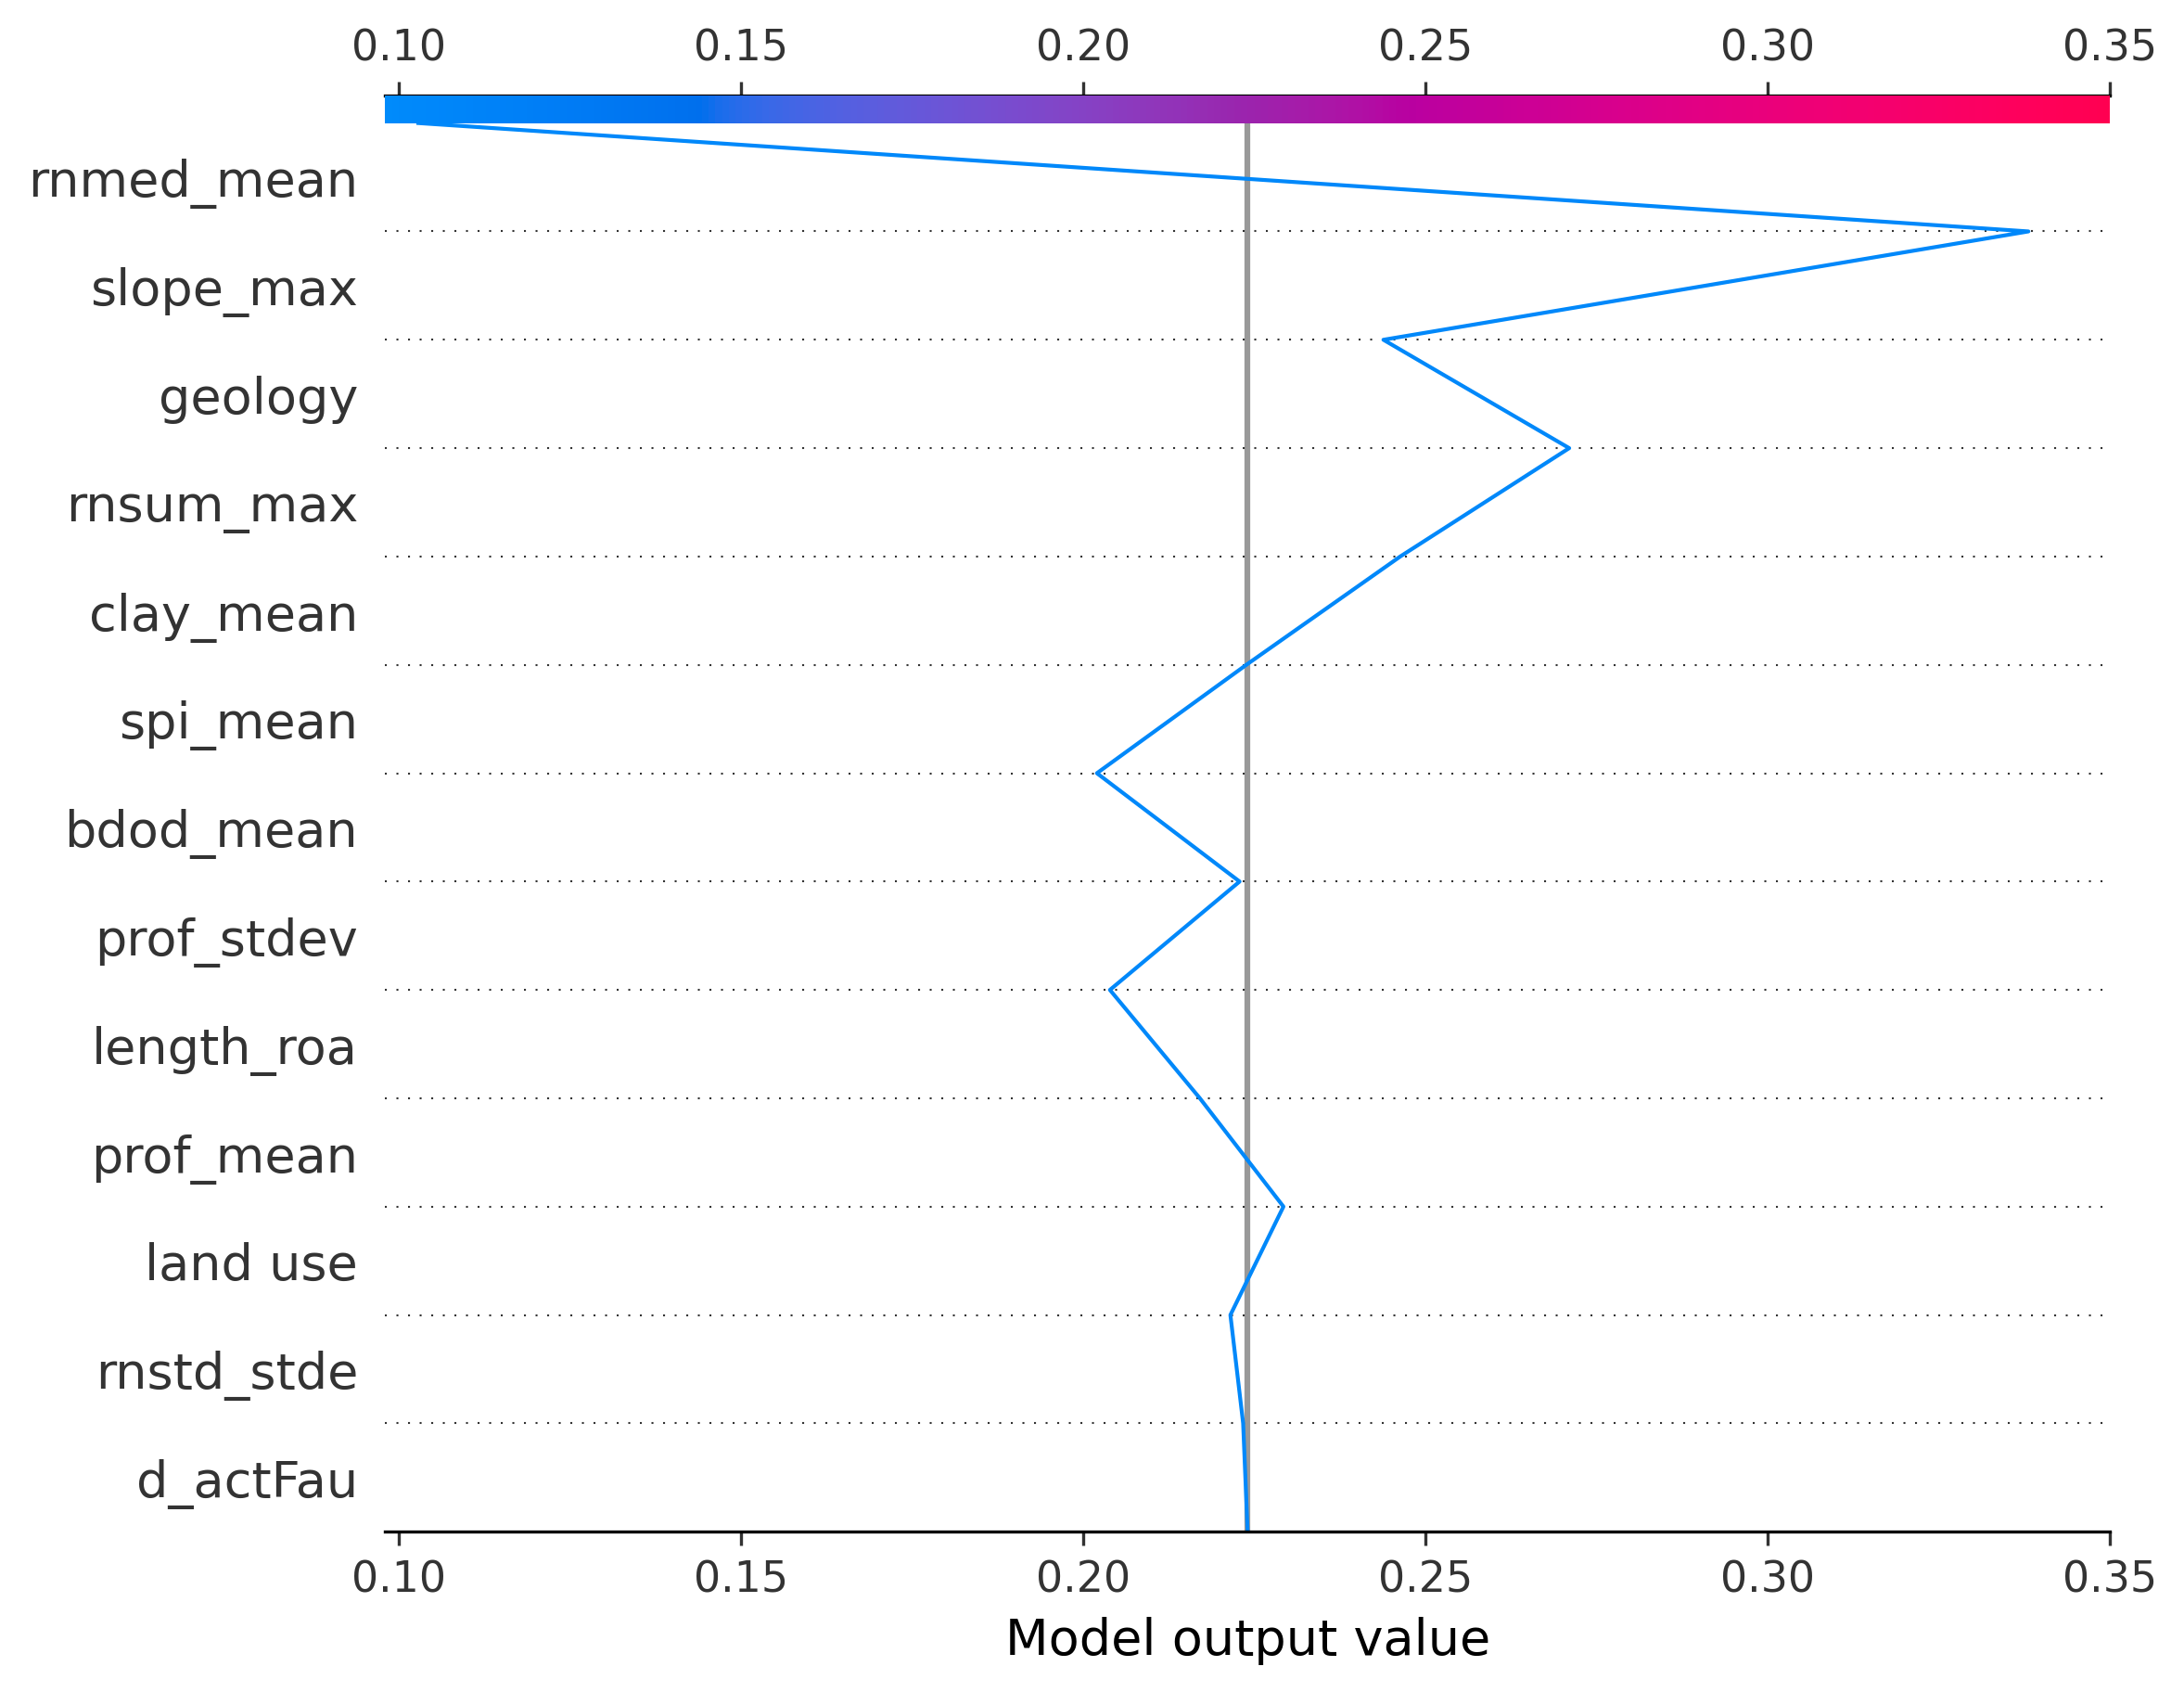 0.10 0.15 0.20 0.25 0.30 0.35
rnmed_mean
slope_max
geology
rnsum_max
clay_mean
spi_mean
bdod_mean
prof_stdev
length_roa
prof_mean
land use
rnstd_stde
d_actFau
0.10 0.15 0.20 0.25 0.30 0.35
Model output value